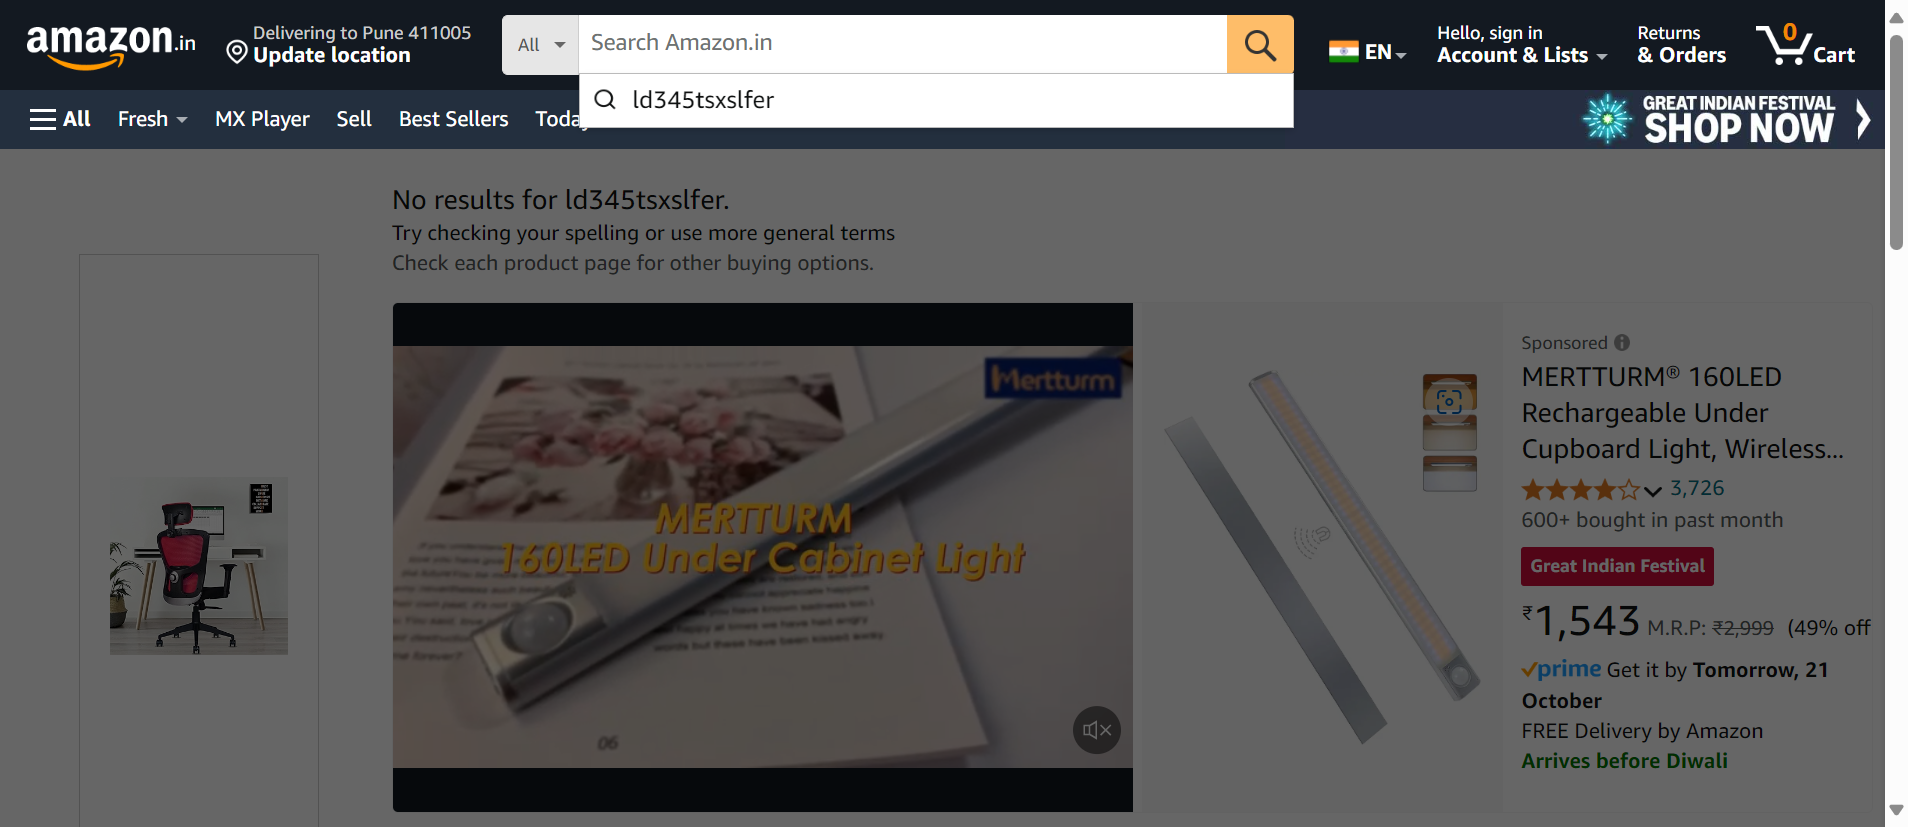 amazon.in
Delivering to Pune 411005
Update location
All
Search Amazon.in
EN
Hello, sign in
Account & Lists
Returns
& Orders
0
Cart
ld345tsxslfer
All
Fresh
MX Player
Sell
Best Sellers
GREAT INDIAN FESTIVAL
SHOP NOW
No results for ld345tsxslfer.
Try checking your spelling or use more general terms
Check each product page for other buying options.
Mertturm
MERTTURM
160LED Under Cabinet Light
06
Sponsored
MERTTURM® 160LED
Rechargeable Under
Cupboard Light, Wireless...
3,726
600+ bought in past month
Great Indian Festival
₹1,543 M.R.P: ₹2,999 (49% off
prime Get it by Tomorrow, 21
October
FREE Delivery by Amazon
Arrives before Diwali